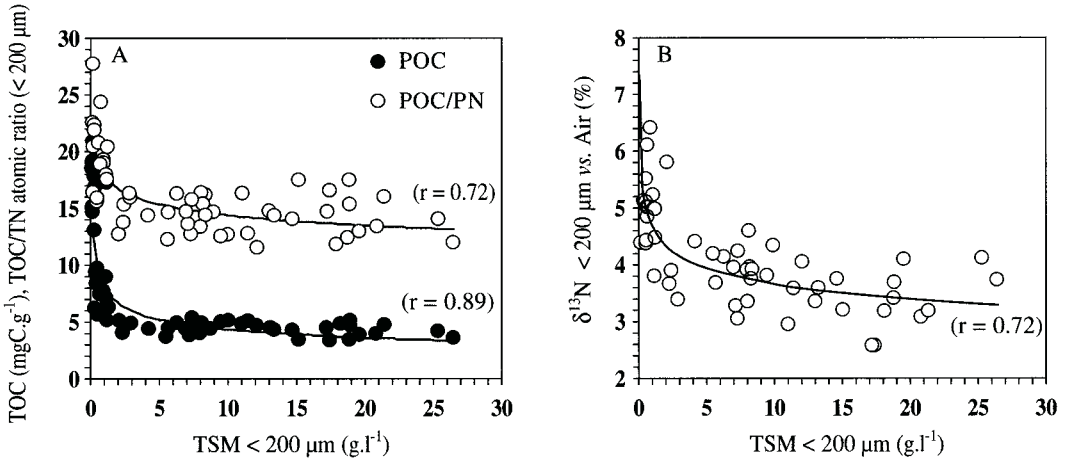 TOC (mgC.g⁻¹), TOC/TN atomic ratio (< 200 µm)
30
25
20
15
10
5
0
A
POC
POC/PN
(r = 0.72)
(r = 0.89)
0 5 10 15 20 25 30
TSM < 200 µm (g.l⁻¹)
δ¹³N < 200 µm vs. Air (%)
8
7
6
5
4
3
2
B
(r = 0.72)
0 5 10 15 20 25 30
TSM < 200 µm (g.l⁻¹)